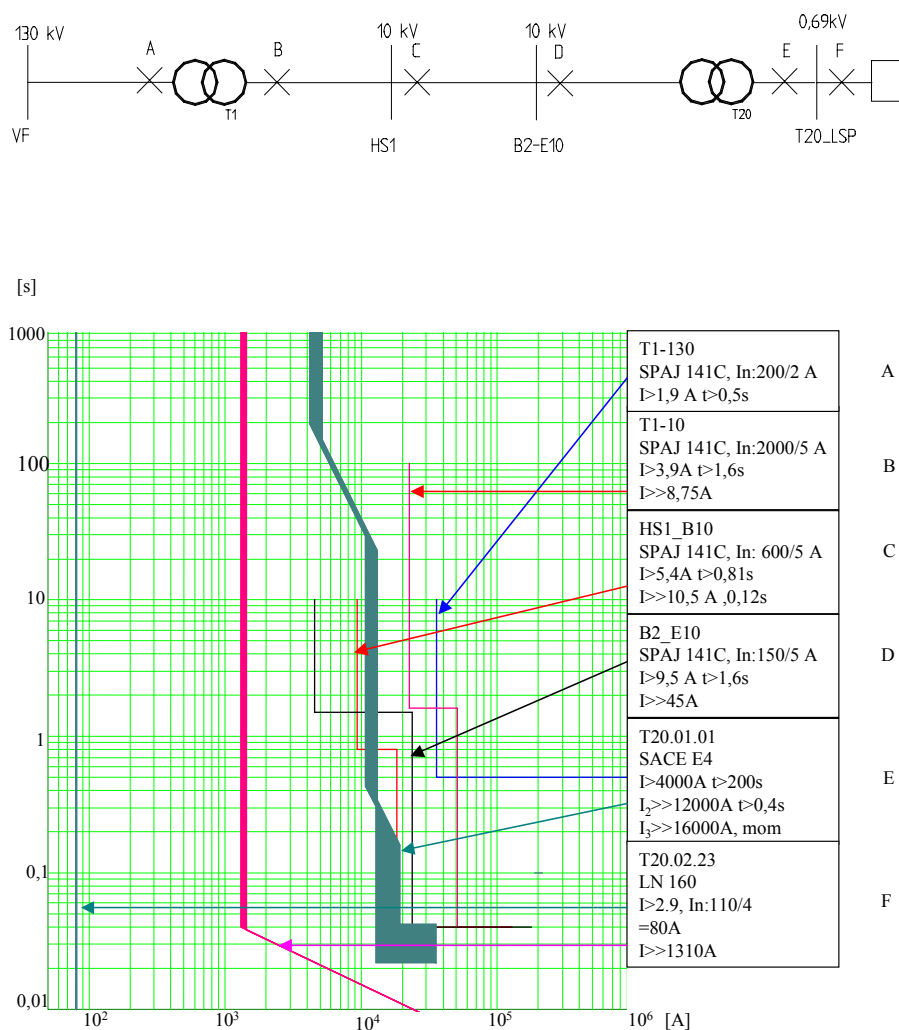 130 kV
A
B
10 kV
C
10 kV
D
0,69kV
E
F
T1
T20
VF
HS1
B2-E10
T20_LSP
[s]
1000
100
10
1
0,1
0,01
10²
10³
10⁴
10⁵
10⁶
[A]
T1-130
SPAJ 141C, In:200/2 A
I>1,9 A t>0,5s
A
T1-10
SPAJ 141C, In:2000/5 A
I>3,9A t>1,6s
I>>8,75A
B
HS1_B10
SPAJ 141C, In: 600/5 A
I>5,4A t>0,81s
I>>10,5 A ,0,12s
C
B2_E10
SPAJ 141C, In:150/5 A
I>9,5 A t>1,6s
I>>45A
D
T20.01.01
SACE E4
I>4000A t>200s
I₂>>12000A t>0,4s
I₃>>16000A, mom
E
T20.02.23
LN 160
I>2.9, In:110/4
=80A
I>>1310A
F